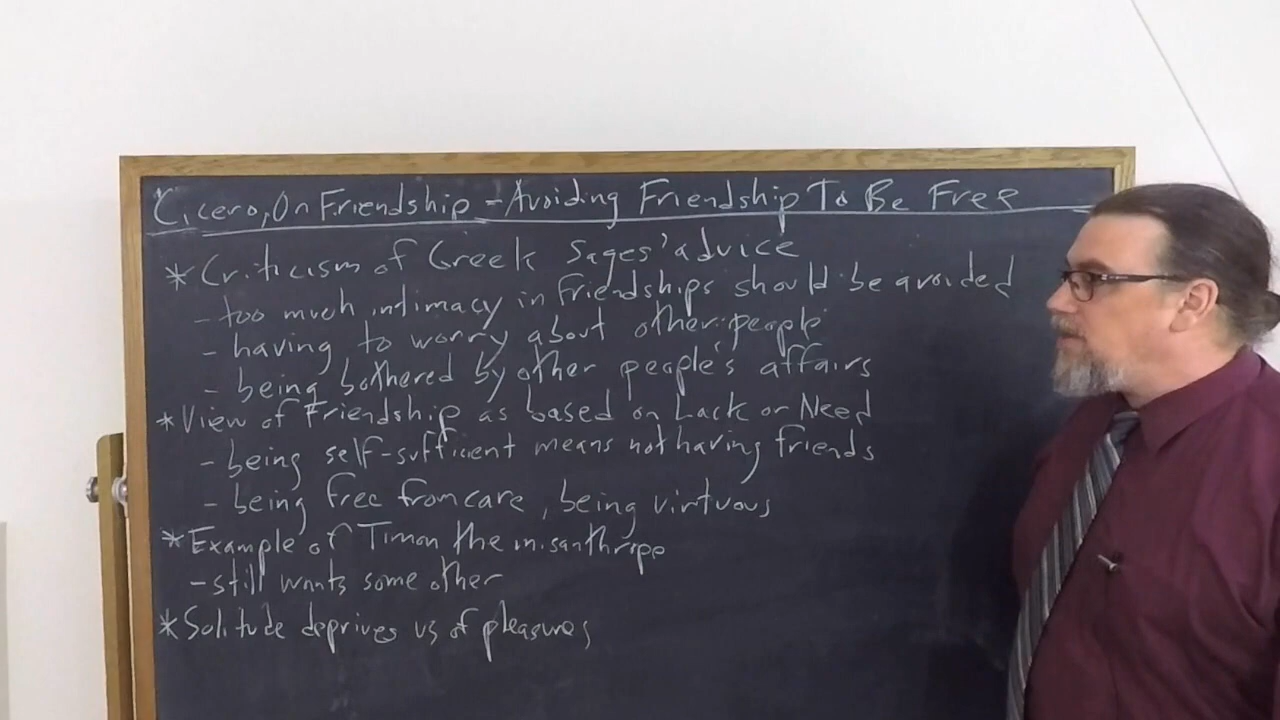 Cicero, On Friendship - Avoiding Friendship To Be Free
* Criticism of Greek Sages' advice
- too much intimacy in friendships should be avoided
- having to worry about other people
- being bothered by other people's affairs
* View of Friendship as based on Lack or Need
- being self-sufficient means not having friends
- being free from care, being virtuous
* Example of Timon the misanthrope
- still wants some other
* Solitude deprives us of pleasures